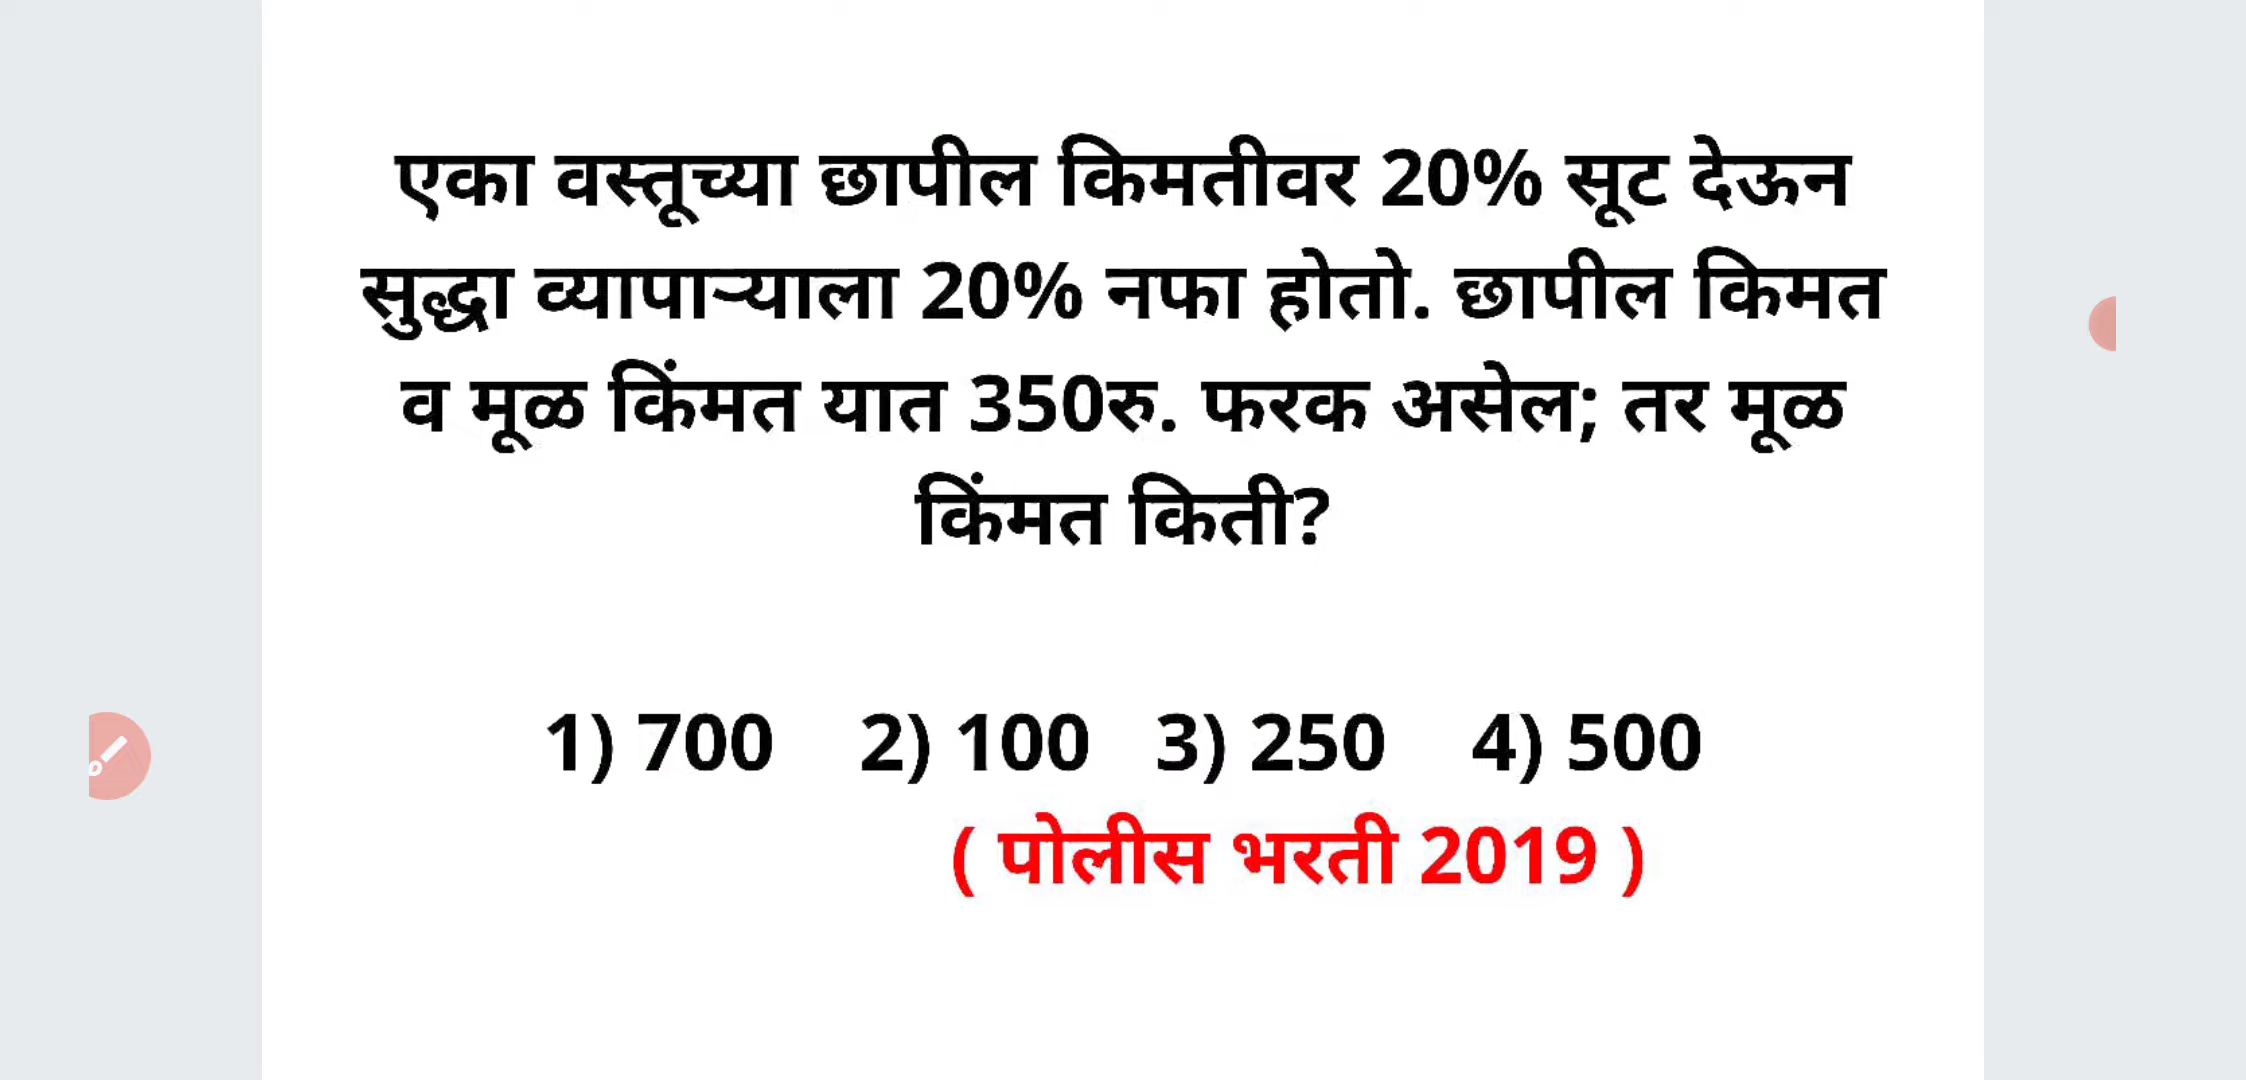 एका वस्तूच्या छापील किमतीवर 20% सूट देऊन
सुद्धा व्यापाऱ्याला 20% नफा होतो. छापील किमत
व मूळ किंमत यात 350रु. फरक असेल; तर मूळ
किंमत किती?
1) 700 2) 100 3) 250 4) 500
( पोलीस भरती 2019 )